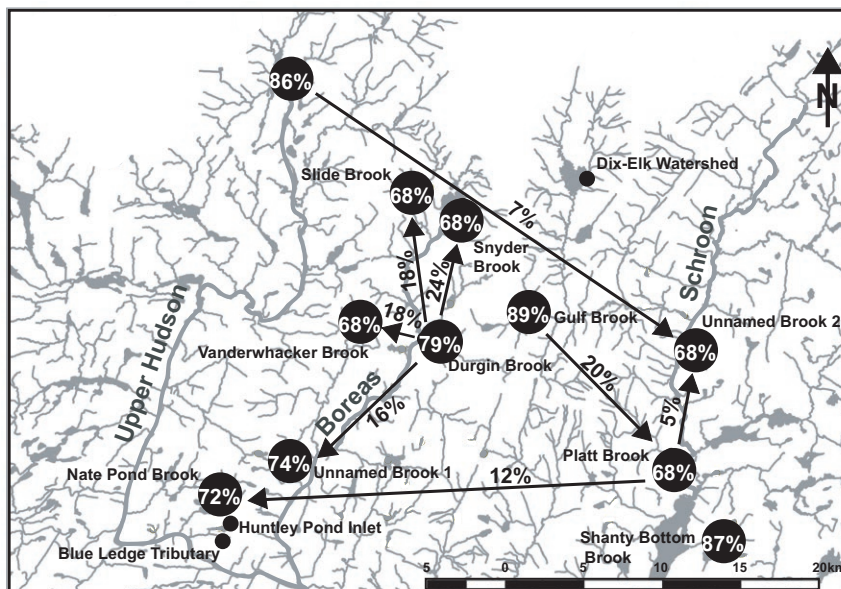 86%
N
Dix-Elk Watershed
Slide Brook
68%
7%
68%
Snyder
Brook
Schroon
18%
24%
Upper Hudson
18%
68%
Vanderwhacker Brook
79%
Durgin Brook
89%
Gulf Brook
Unnamed Brook 2
68%
Boreas
16%
20%
5%
74%
Unnamed Brook 1
Nate Pond Brook
72%
12%
Platt Brook
68%
Huntley Pond Inlet
Blue Ledge Tributary
Shanty Bottom
Brook
87%
5 0 5 10 15 20km